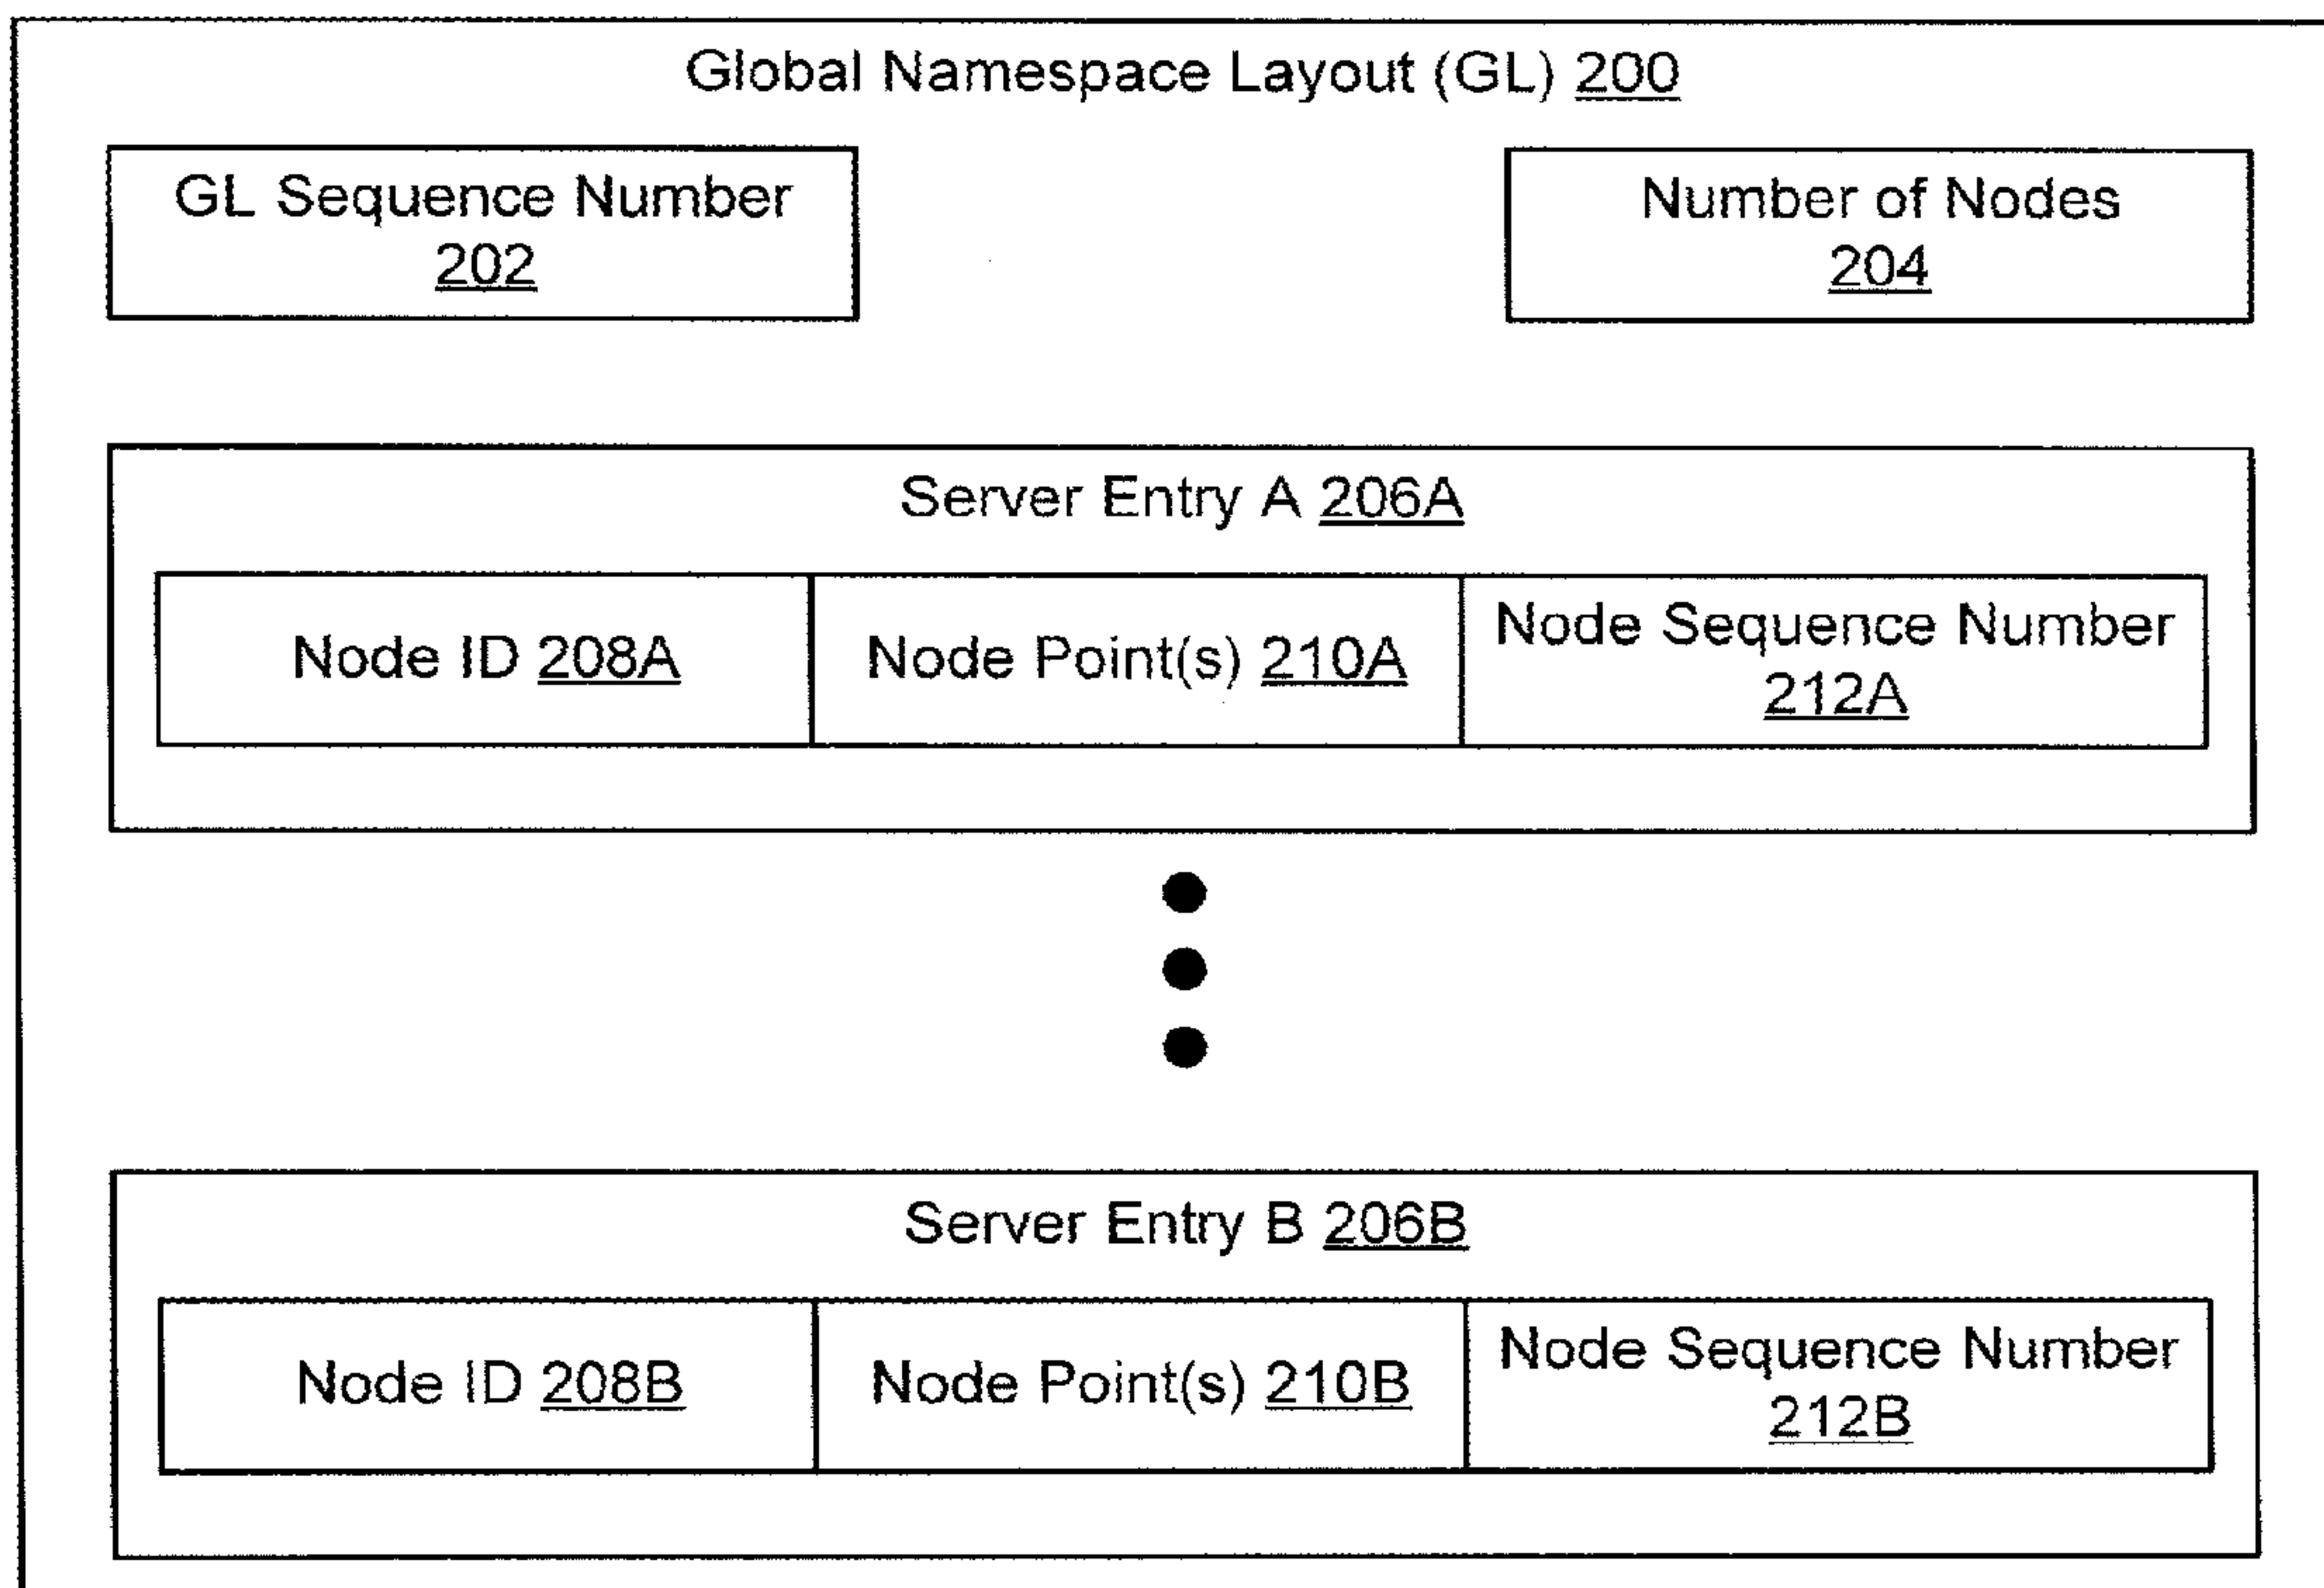 Global Namespace Layout (GL) 200
GL Sequence Number
202
Number of Nodes
204
Server Entry A 206A
Node ID 208A
Node Point(s) 210A
Node Sequence Number
212A
Server Entry B 206B
Node ID 208B
Node Point(s) 210B
Node Sequence Number
212B